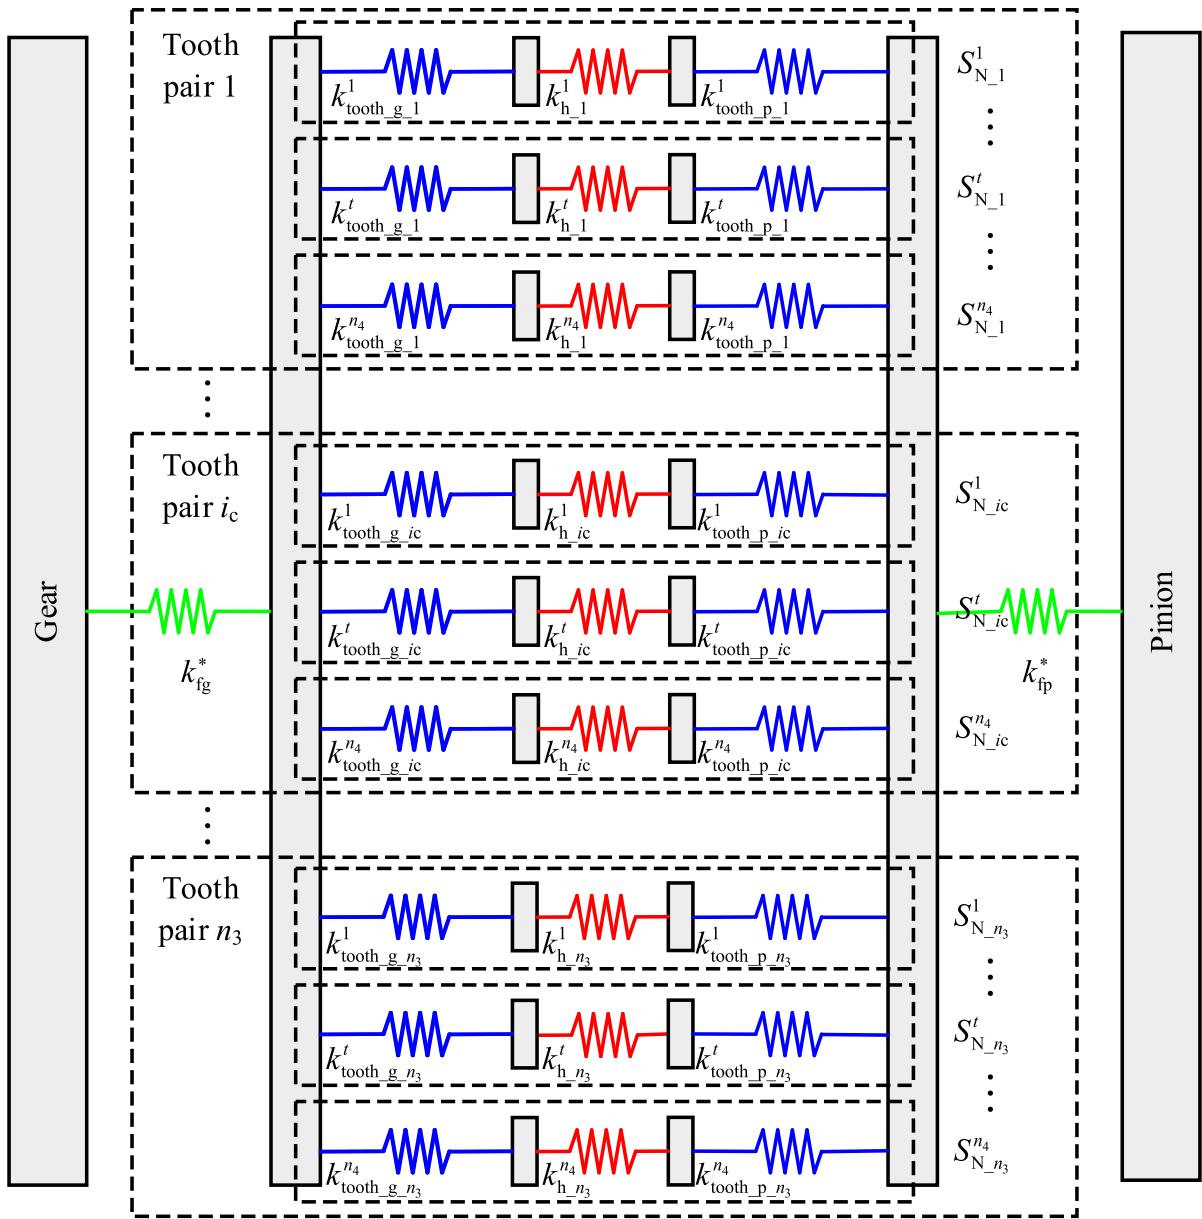 Tooth
pair 1
k^1_tooth_g_1 k^1_h_1 k^1_tooth_p_1 S^1_N_1
⋮
k^t_tooth_g_1 k^t_h_1 k^t_tooth_p_1 S^t_N_1
⋮
k^n4_tooth_g_1 k^n4_h_1 k^n4_tooth_p_1 S^n4_N_1
⋮
Tooth
pair i_c
k^1_tooth_g_ic k^1_h_ic k^1_tooth_p_ic S^1_N_ic
k^t_tooth_g_ic k^t_h_ic k^t_tooth_p_ic S^t_N_ic
Gear
k*_fg
k*_fp
Pinion
k^n4_tooth_g_ic k^n4_h_ic k^n4_tooth_p_ic S^n4_N_ic
⋮
Tooth
pair n3
k^1_tooth_g_n3 k^1_h_n3 k^1_tooth_p_n3 S^1_N_n3
⋮
k^t_tooth_g_n3 k^t_h_n3 k^t_tooth_p_n3 S^t_N_n3
⋮
k^n4_tooth_g_n3 k^n4_h_n3 k^n4_tooth_p_n3 S^n4_N_n3